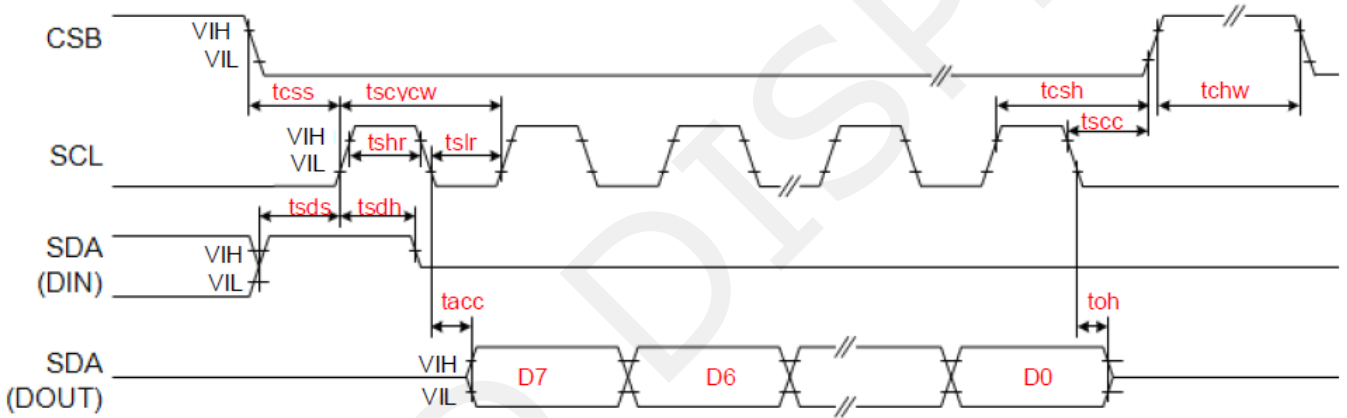 CSB
VIH
VIL
tcss
tscycw
tcsh
tchw
SCL
VIH
VIL
tshr
tslr
tscc
tsds
tsdh
SDA
(DIN)
VIH
VIL
tacc
toh
SDA
(DOUT)
VIH
VIL
D7
D6
D0
DISP